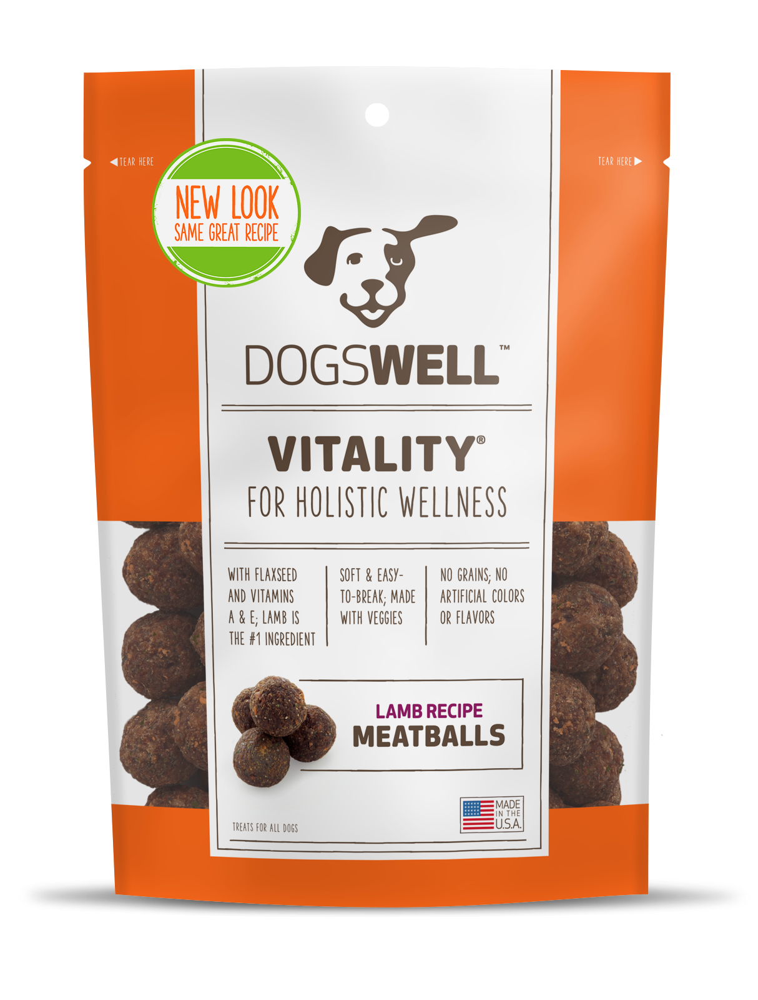 ◀TEAR HERE
TEAR HERE▶
NEW LOOK
SAME GREAT RECIPE
DOGSWELL™
VITALITY®
FOR HOLISTIC WELLNESS
WITH FLAXSEED
AND VITAMINS
A & E; LAMB IS
THE #1 INGREDIENT
SOFT & EASY-
TO-BREAK; MADE
WITH VEGGIES
NO GRAINS; NO
ARTIFICIAL COLORS
OR FLAVORS
LAMB RECIPE
MEATBALLS
MADE
IN THE
U.S.A.
TREATS FOR ALL DOGS